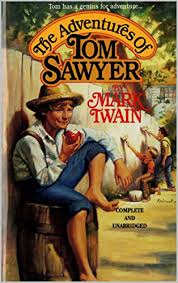 Tom has a genius for adventure...
The Adventures Of
TOM
SAWYER
MARK
TWAIN
COMPLETE
AND
UNABRIDGED